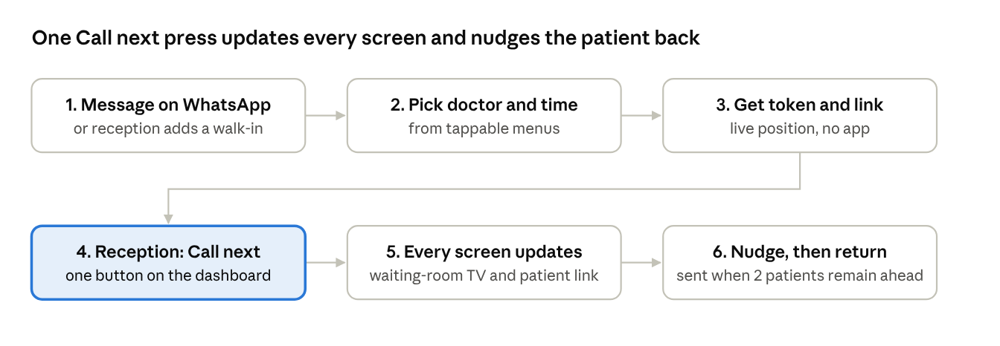 One Call next press updates every screen and nudges the patient back
1. Message on WhatsApp
or reception adds a walk-in
2. Pick doctor and time
from tappable menus
3. Get token and link
live position, no app
4. Reception: Call next
one button on the dashboard
5. Every screen updates
waiting-room TV and patient link
6. Nudge, then return
sent when 2 patients remain ahead